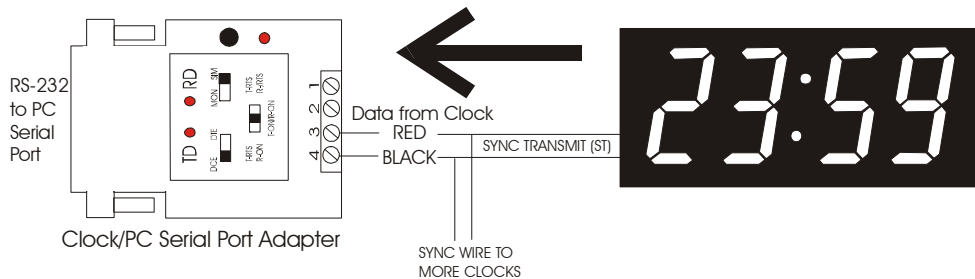 RS-232
to PC
Serial
Port
TD
RD
MON
SIM
DCE
DTE
T-RTS
R-/RTS
T-ON/R-ON
T-RTS
R-ON
1
2
3
4
Data from Clock
RED
BLACK
SYNC TRANSMIT (ST)
23:59
SYNC WIRE TO
MORE CLOCKS
Clock/PC Serial Port Adapter